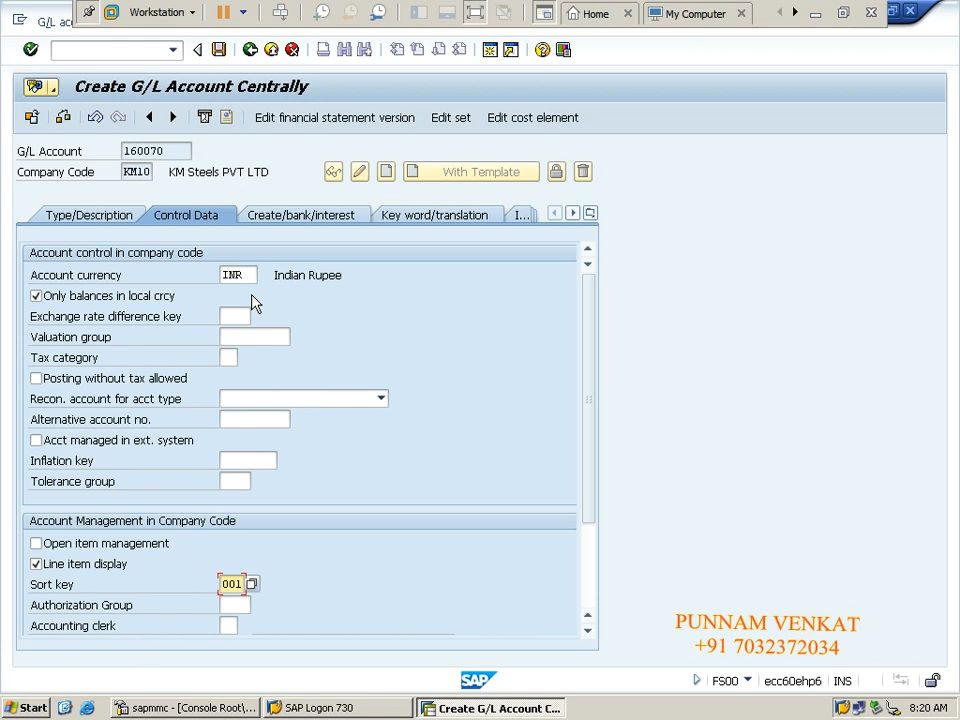 G/L acc
Workstation
Home
My Computer
Create G/L Account Centrally
Edit financial statement version Edit set Edit cost element
G/L Account 160070
Company Code KM10 KM Steels PVT LTD With Template
Type/Description Control Data Create/bank/interest Key word/translation I...
Account control in company code
Account currency INR Indian Rupee
Only balances in local crcy
Exchange rate difference key
Valuation group
Tax category
Posting without tax allowed
Recon. account for acct type
Alternative account no.
Acct managed in ext. system
Inflation key
Tolerance group
Account Management in Company Code
Open item management
Line item display
Sort key 001
Authorization Group
Accounting clerk
PUNNAM VENKAT
+91 7032372034
SAP FS00 ecc60ehp6 INS
Start sapmmc - [Console Root\... SAP Logon 730 Create G/L Account C... 8:20 AM